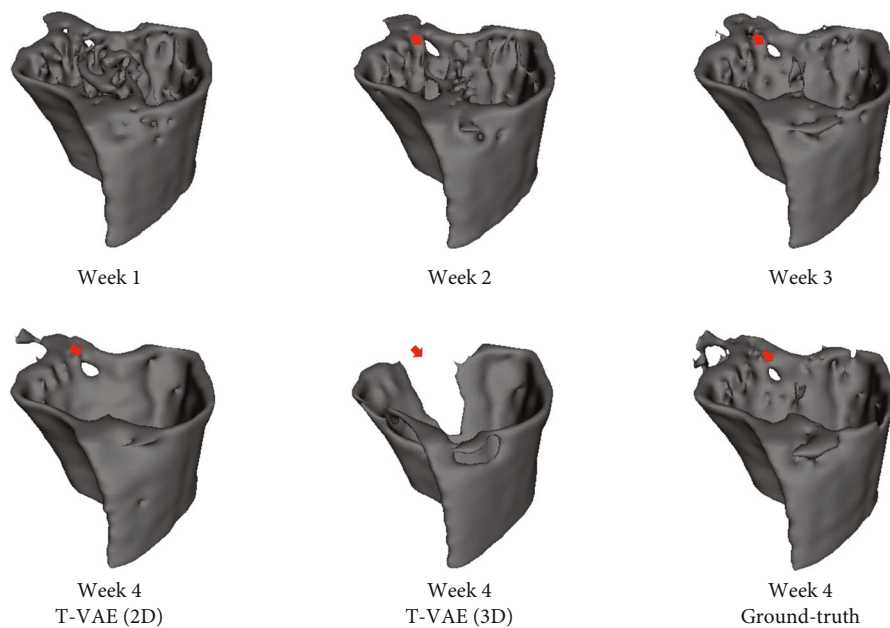 Week 1
Week 2
Week 3
Week 4
T-VAE (2D)
Week 4
T-VAE (3D)
Week 4
Ground-truth